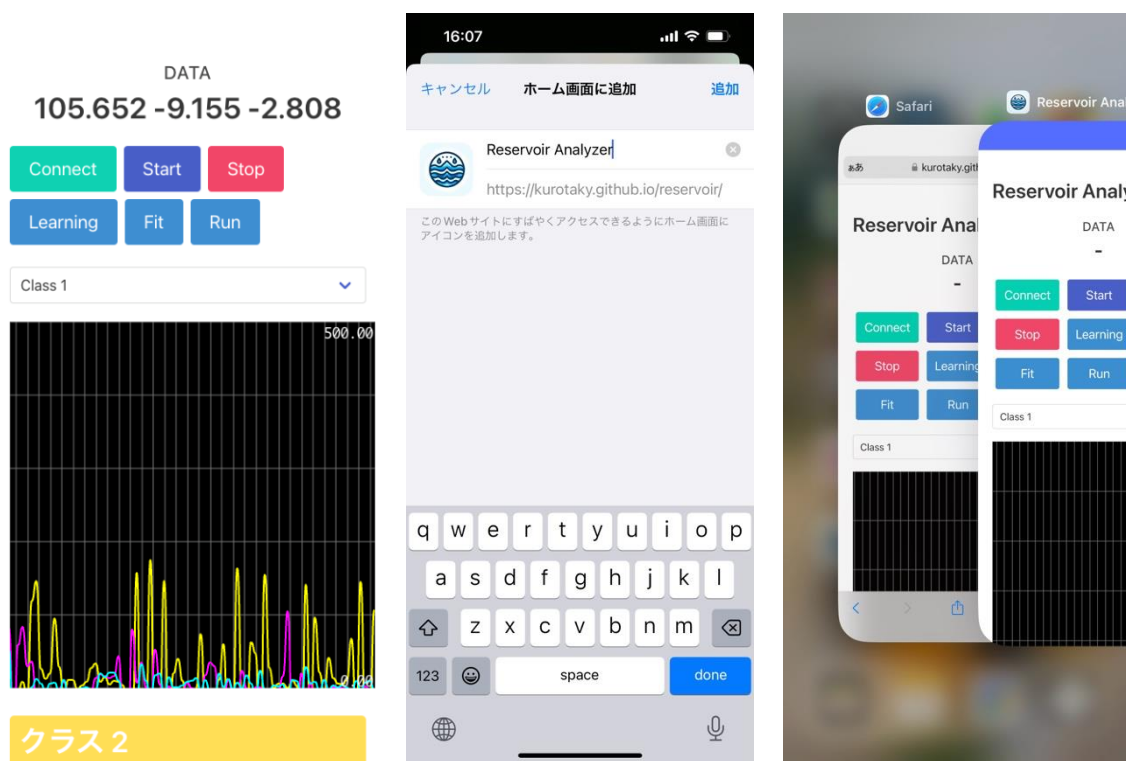 DATA
105.652 -9.155 -2.808
Connect
Start
Stop
Learning
Fit
Run
Class 1
500.00
0.00
クラス 2
16:07
キャンセル
ホーム画面に追加
追加
Reservoir Analyzer
https://kurotaky.github.io/reservoir/
このWebサイトにすばやくアクセスできるようにホーム画面に
アイコンを追加します。
q w e r t y u i o p
a s d f g h j k l
z x c v b n m
123
space
done
Safari
Reservoir Anal
ぁあ
kurotaky.gith
Reservoir Anal
DATA
-
Connect
Start
Stop
Learning
Fit
Run
Class 1
Reservoir Analy
DATA
-
Connect
Start
Stop
Learning
Fit
Run
Class 1